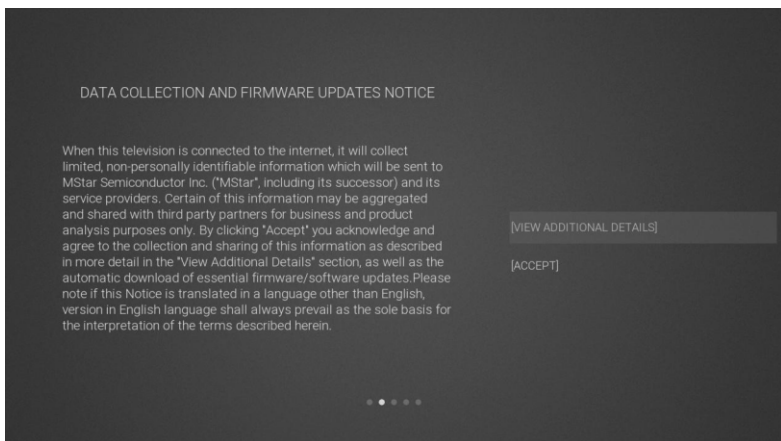 DATA COLLECTION AND FIRMWARE UPDATES NOTICE
When this television is connected to the internet, it will collect
limited, non-personally identifiable information which will be sent to
MStar Semiconductor Inc. ("MStar", including its successor) and its
service providers. Certain of this information may be aggregated
and shared with third party partners for business and product
analysis purposes only. By clicking "Accept" you acknowledge and
agree to the collection and sharing of this information as described
in more detail in the "View Additional Details" section, as well as the
automatic download of essential firmware/software updates.Please
note if this Notice is translated in a language other than English,
version in English language shall always prevail as the sole basis for
the interpretation of the terms described herein.
[VIEW ADDITIONAL DETAILS]
[ACCEPT]